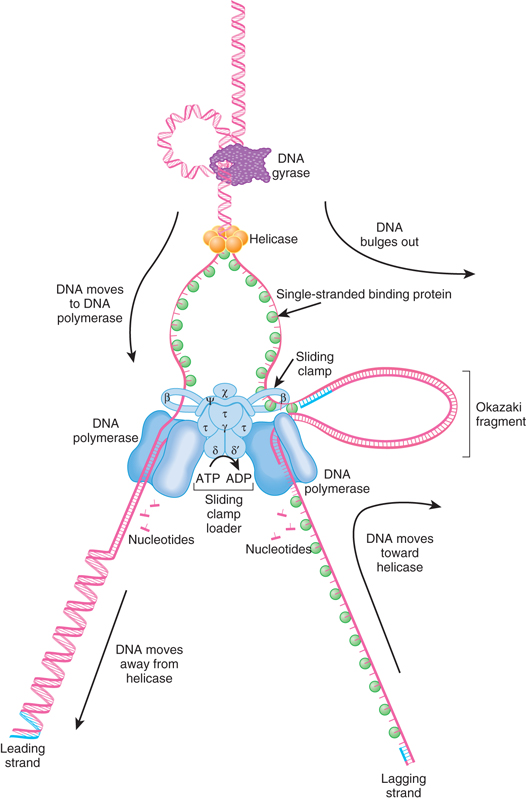 DNA
gyrase
Helicase
DNA
bulges out
DNA moves
to DNA
polymerase
Single-stranded binding protein
Sliding
clamp
β
ψ
χ
β
τ
τ
γ
τ
δ
δ′
DNA
polymerase
Okazaki
fragment
ATP ADP
Sliding
clamp
loader
DNA
polymerase
Nucleotides
Nucleotides
DNA moves
toward
helicase
DNA moves
away from
helicase
Leading
strand
Lagging
strand